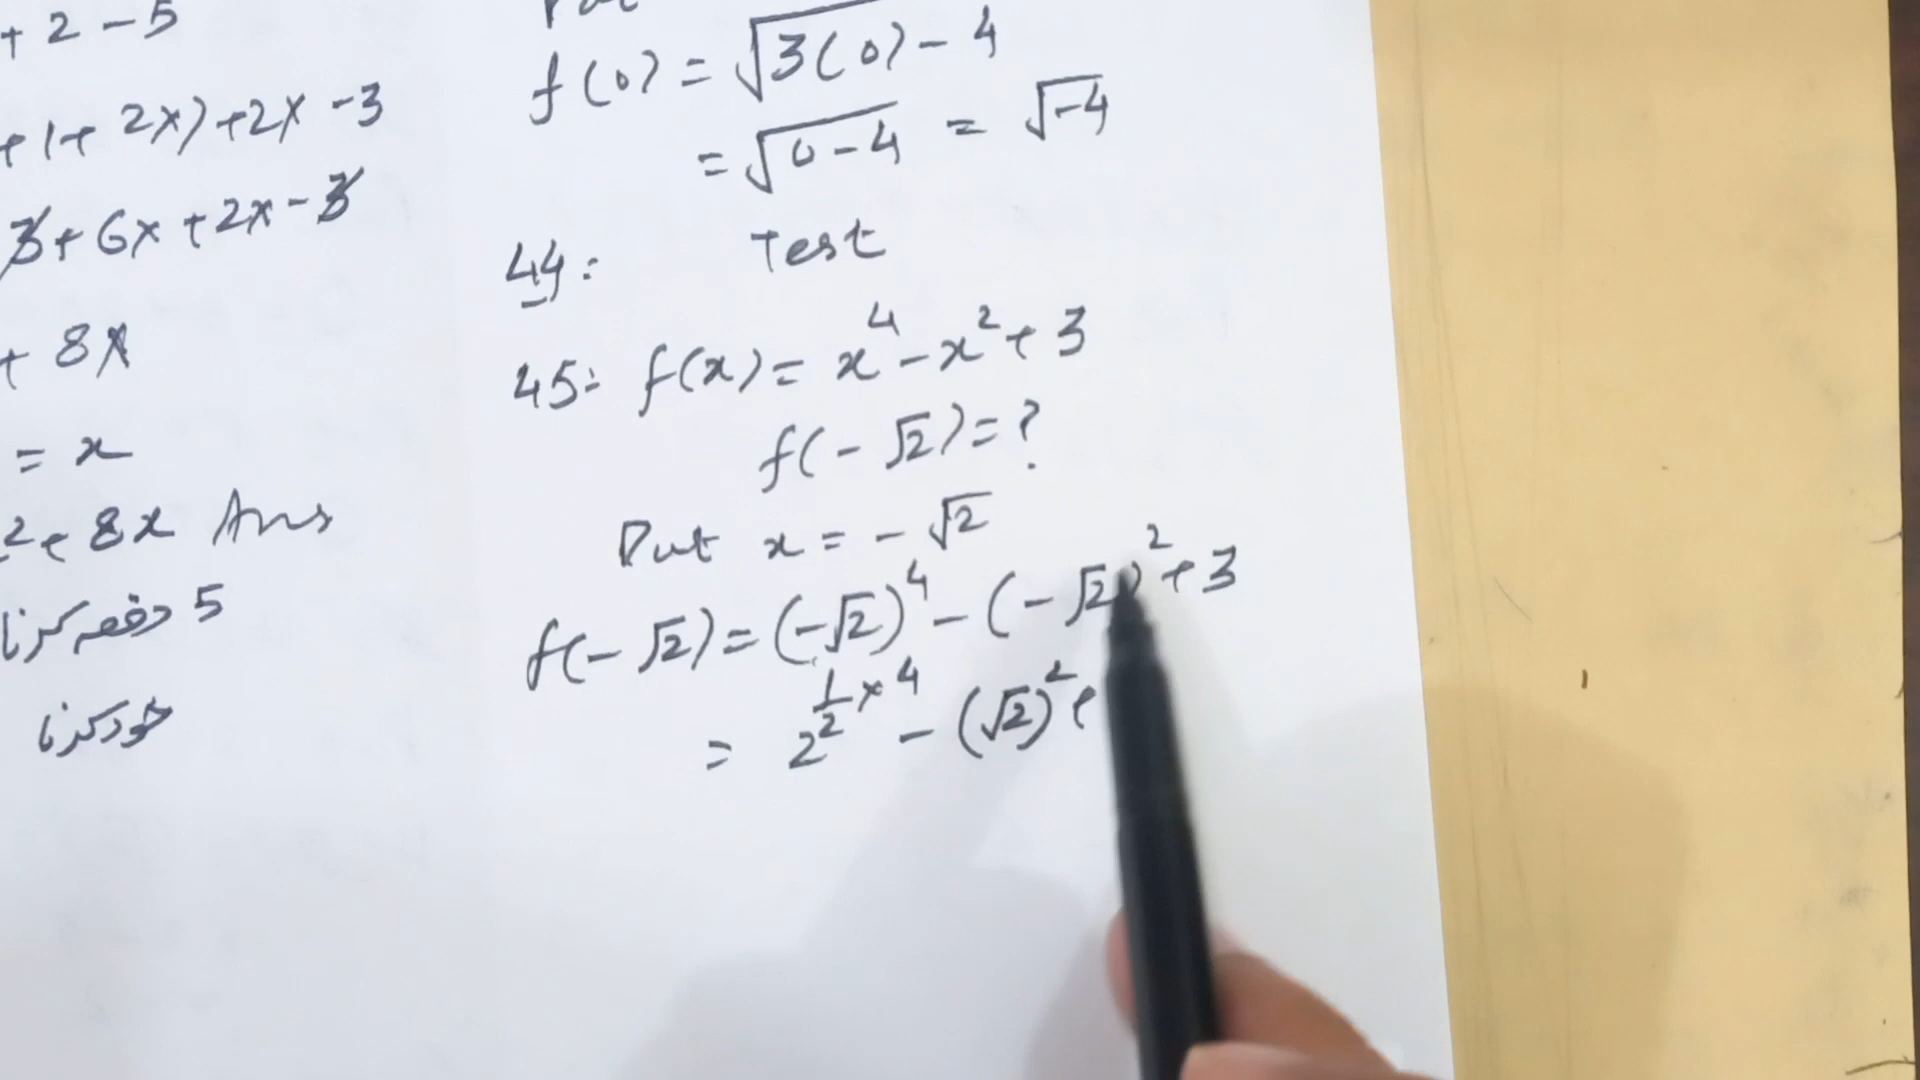 + 2 - 5
+ 1 + 2x) + 2x - 3
3 + 6x + 2x - 3
+ 8x
= x
2 + 8x Ans
5 دفعہ کرنا
خود کرنا
f(0) = √3(0) - 4
= √0-4 = √-4
44: Test
45: f(x) = x⁴ - x² + 3
f(-√2) = ?
Put x = -√2
f(-√2) = (-√2)⁴ - (-√2)² + 3
= 2^(1/2 × 4) - (√2)² +